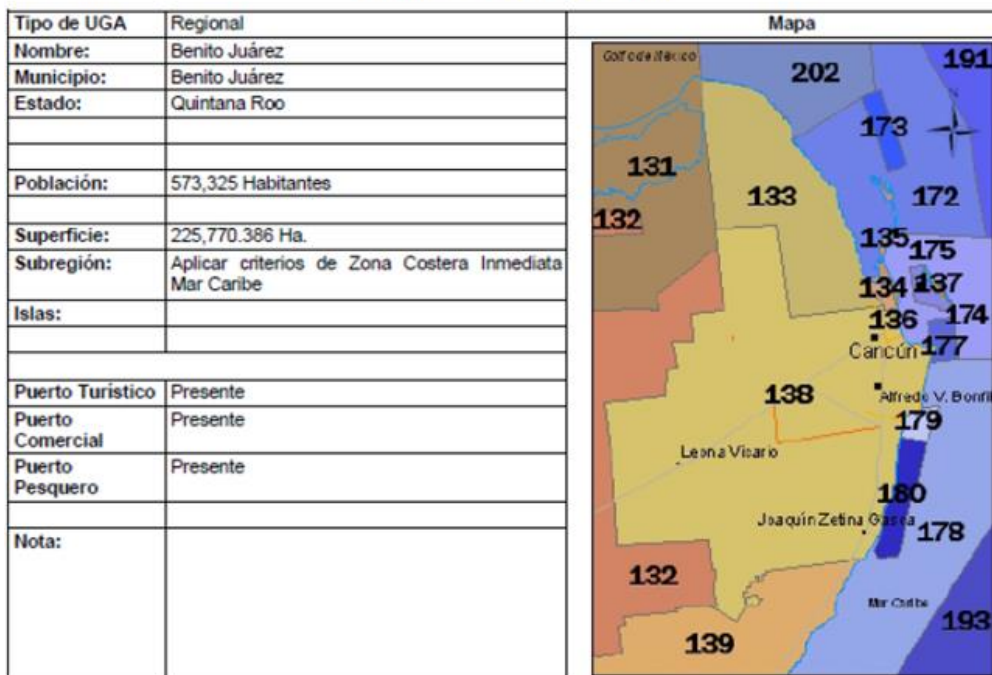 Tipo de UGA Regional
Mapa
Nombre: Benito Juárez
Municipio: Benito Juárez
Estado: Quintana Roo
Población: 573,325 Habitantes
Superficie: 225,770.386 Ha.
Subregión: Aplicar criterios de Zona Costera Inmediata
Mar Caribe
Islas:
Puerto Turístico Presente
Puerto
Comercial
Presente
Puerto
Pesquero
Presente
Nota:
Golfo de México
202
191
173
131
133
172
132
135
175
134
137
174
136
Cancún
177
138
Alfredo V. Bonfil
179
Leona Vicario
180
Joaquín Zetina Gasca
178
132
Mar Caribe
193
139